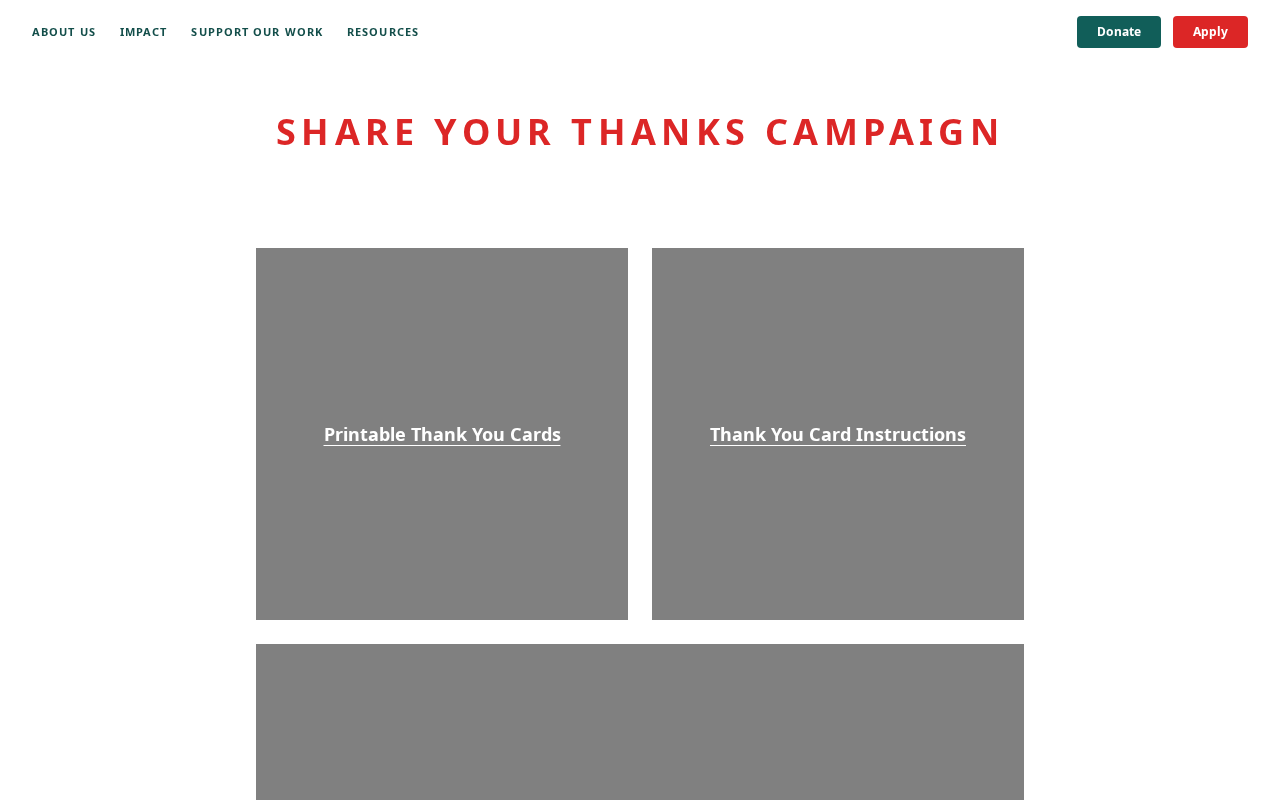 ABOUT US IMPACT SUPPORT OUR WORK RESOURCES Donate Apply
SHARE YOUR THANKS CAMPAIGN
Printable Thank You Cards
Thank You Card Instructions